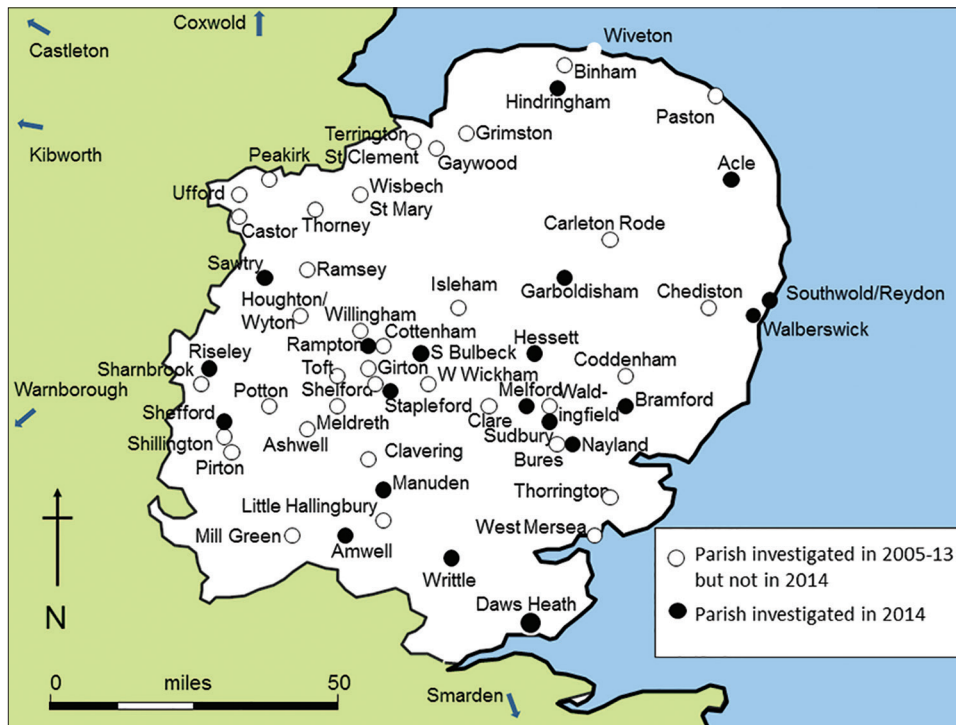 Coxwold
Castleton
Wiveton
Binham
Hindringham
Paston
Kibworth
Terrington
St Clement
Grimston
Gaywood
Peakirk
Acle
Ufford
Wisbech
St Mary
Castor
Thorney
Carleton Rode
Sawtry
Ramsey
Isleham
Garboldisham
Chediston
Southwold/Reydon
Walberswick
Houghton/
Wyton
Willingham
Cottenham
Rampton
Hessett
S Bulbeck
Coddenham
Riseley
Sharnbrook
Toft
Girton
W Wickham
Warnborough
Potton
Shelford
Stapleford
Melford
Wald-
ingfield
Bramford
Shefford
Meldreth
Clare
Sudbury
Shillington
Ashwell
Nayland
Bures
Pirton
Clavering
Manuden
Thorrington
Little Hallingbury
Mill Green
Amwell
West Mersea
Writtle
Daws Heath
Parish investigated in 2005-13
but not in 2014
Parish investigated in 2014
N
0 miles 50
Smarden